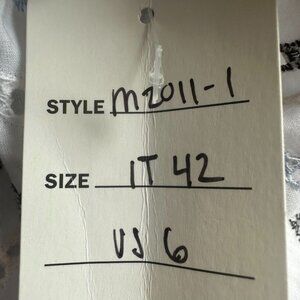 STYLE M2011-1
SIZE IT 42
US 6